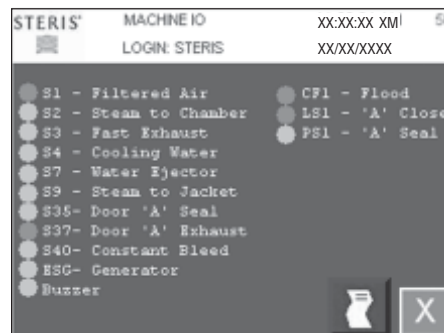 STERIS®
MACHINE IO
XX:XX:XX XM
LOGIN: STERIS
XX/XX/XXXX
S1 - Filtered Air
S2 - Steam to Chamber
S3 - Fast Exhaust
S4 - Cooling Water
S7 - Water Ejector
S9 - Steam to Jacket
S35- Door 'A' Seal
S37- Door 'A' Exhaust
S40- Constant Bleed
ESG- Generator
Buzzer
CF1 - Flood
LS1 - 'A' Close
PS1 - 'A' Seal
X